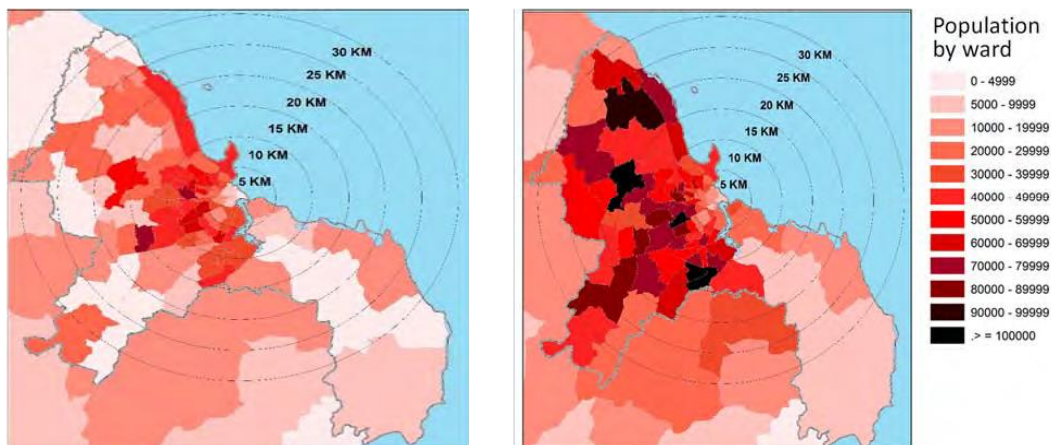 30 KM
25 KM
20 KM
15 KM
10 KM
5 KM
30 KM
25 KM
20 KM
15 KM
10 KM
5 KM
Population
by ward
0 - 4999
5000 - 9999
10000 - 19999
20000 - 29999
30000 - 39999
40000 - 49999
50000 - 59999
60000 - 69999
70000 - 79999
80000 - 89999
90000 - 99999
.> = 100000